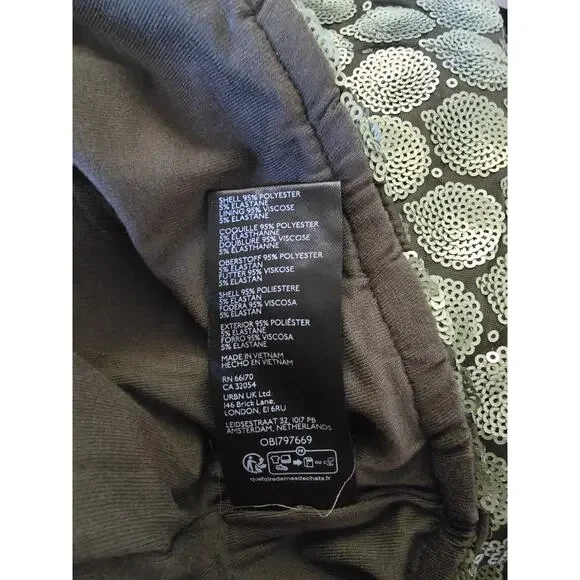 SHELL 95% POLYESTER
5% ELASTANE
LINING 95% VISCOSE
5% ELASTANE
COQUILLE 95% POLYESTER
5% ELASTHANNE
DOUBLURE 95% VISCOSE
5% ELASTHANNE
OBERSTOFF 95% POLYESTER
5% ELASTAN
FUTTER 95% VISKOSE
5% ELASTAN
SHELL 95% POLIESTERE
5% ELASTAN
FODERA 95% VISCOSA
5% ELASTAN
EXTERIOR 95% POLIÉSTER
5% ELASTANE
FORRO 95% VISCOSA
5% ELASTANE
MADE IN VIETNAM
HECHO EN VIETNAM
RN 66170
CA 32054
URBN UK Ltd.
146 Brick Lane,
LONDON, E1 6RU
LEIDSESTRAAT 32, 1017 PB
AMSTERDAM, NETHERLANDS
OB1797669
FR
OU
quefairedemesdechets.fr